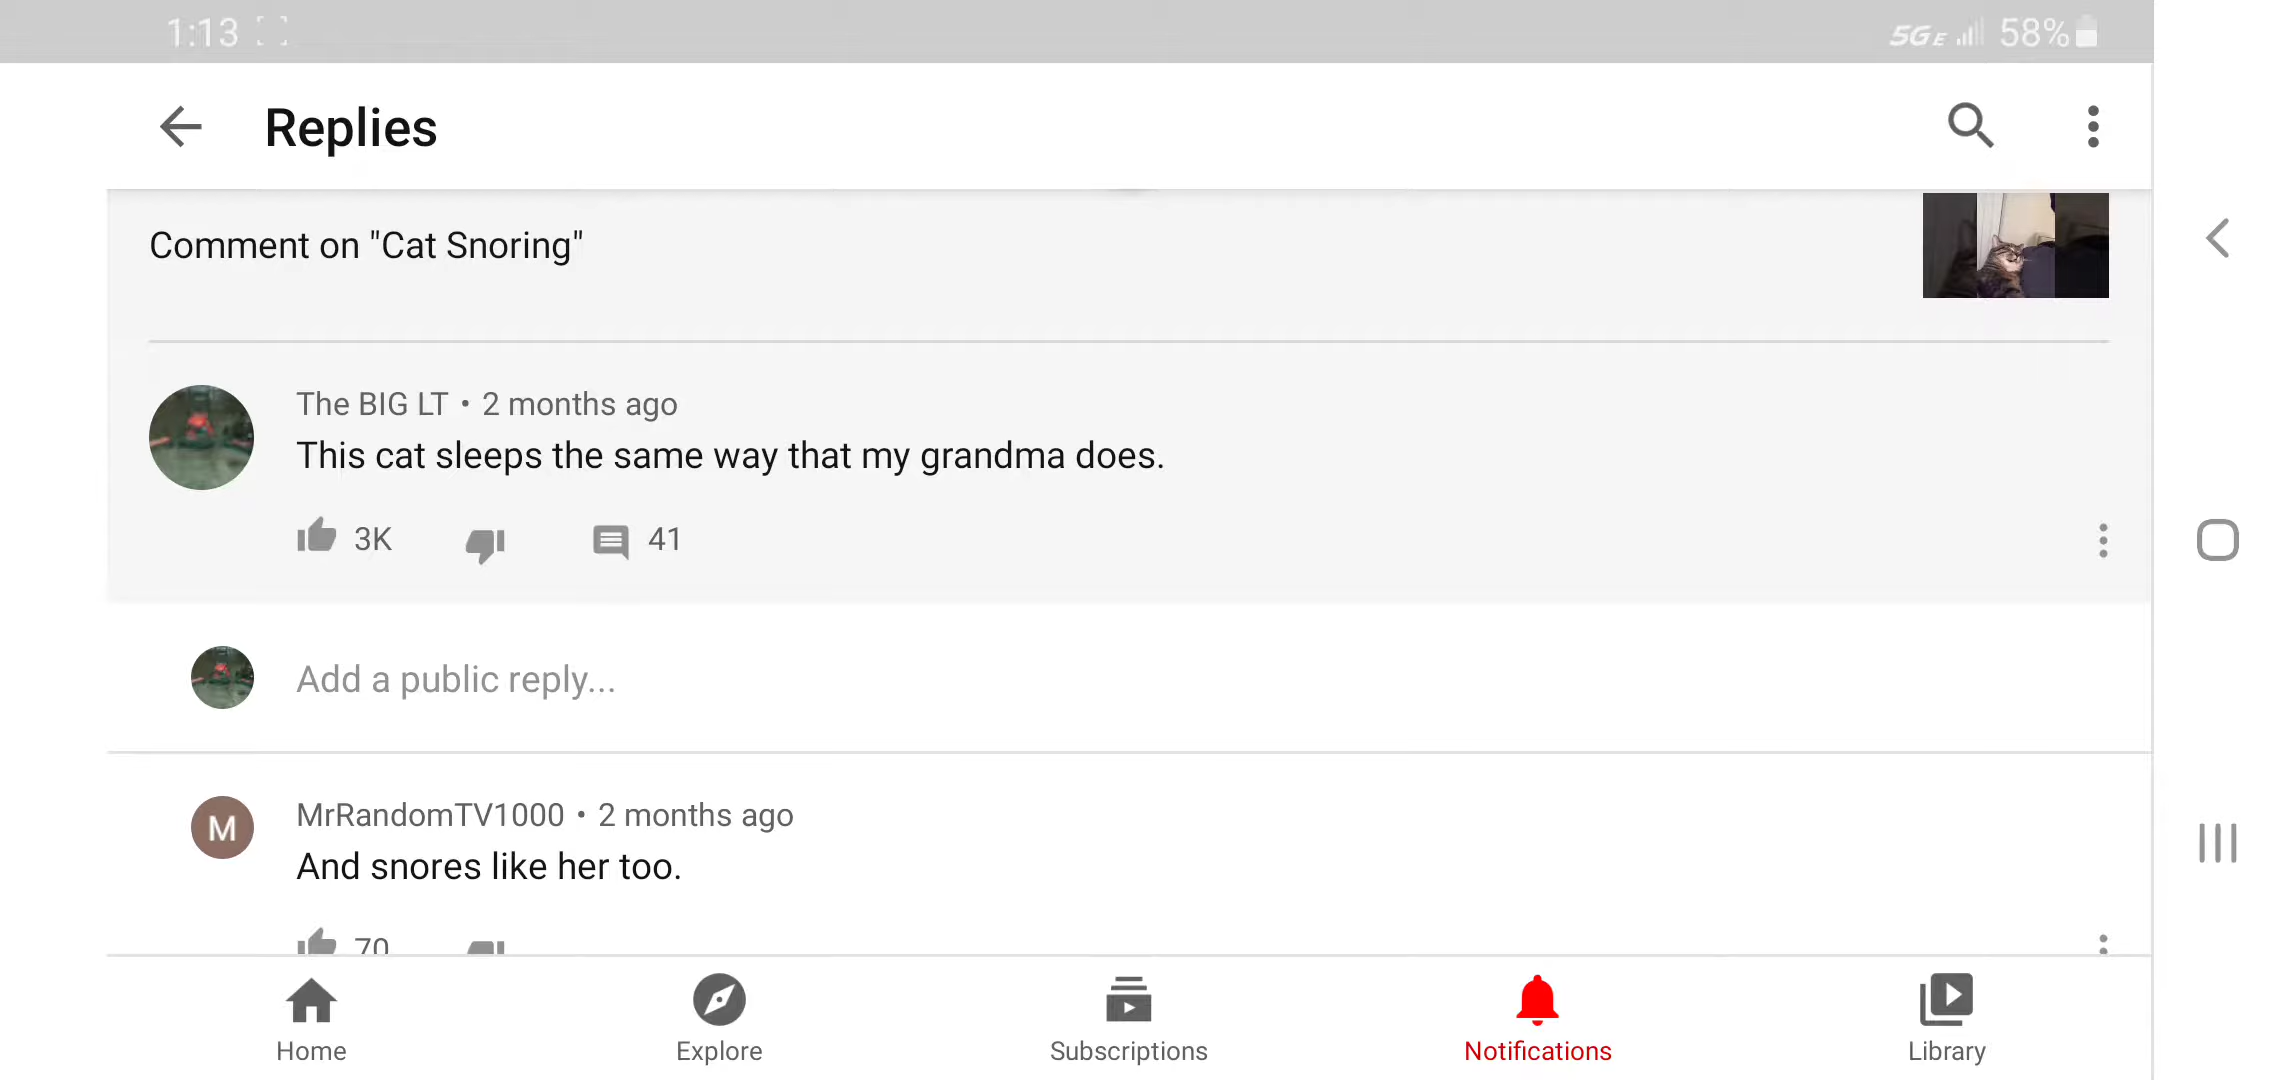 1:13
5GE 58%
Replies
Comment on "Cat Snoring"
The BIG LT • 2 months ago
This cat sleeps the same way that my grandma does.
3K 41
Add a public reply...
M
MrRandomTV1000 • 2 months ago
And snores like her too.
70
Home Explore Subscriptions Notifications Library